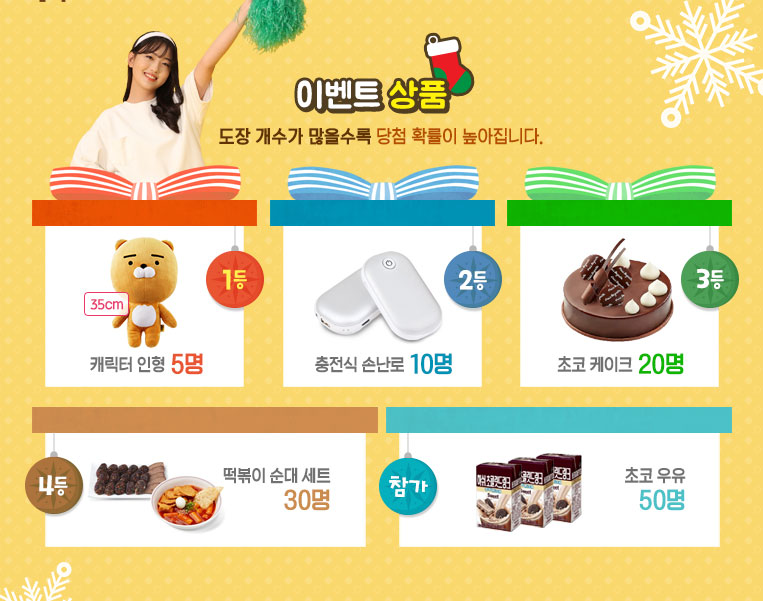 이벤트 상품
도장 개수가 많을수록 당첨 확률이 높아집니다.
1등
35cm
캐릭터 인형 5명
2등
충전식 손난로 10명
3등
초코 케이크 20명
4등
떡볶이 순대 세트
30명
참가
초코 우유
50명